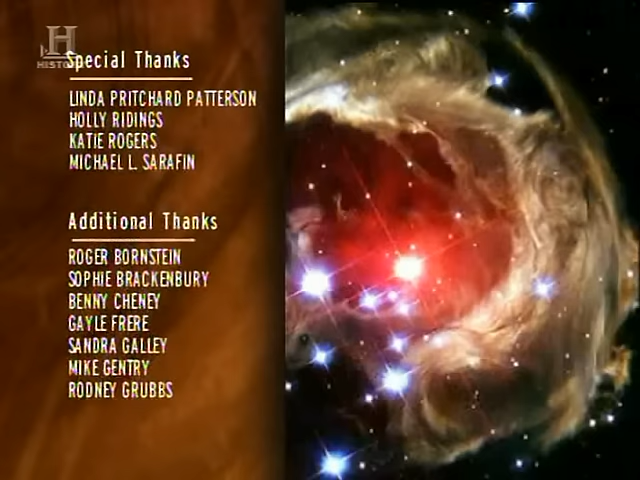 H
HISTORY
Special Thanks
LINDA PRITCHARD PATTERSON
HOLLY RIDINGS
KATIE ROGERS
MICHAEL L. SARAFIN
Additional Thanks
ROGER BORNSTEIN
SOPHIE BRACKENBURY
BENNY CHENEY
GAYLE FRERE
SANDRA GALLEY
MIKE GENTRY
RODNEY GRUBBS